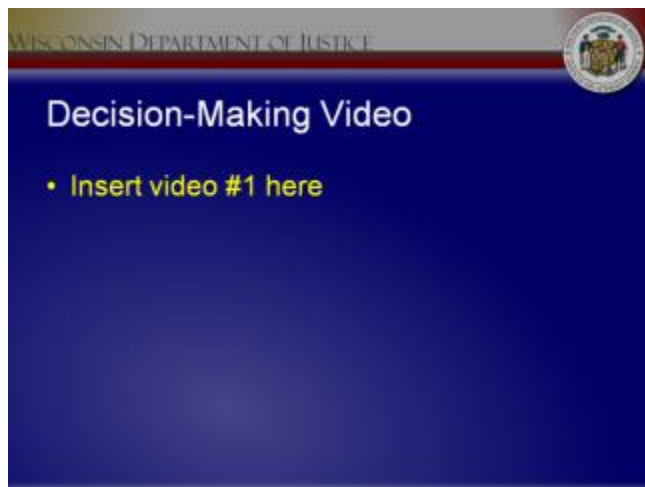 WISCONSIN DEPARTMENT OF JUSTICE
Decision-Making Video
• Insert video #1 here